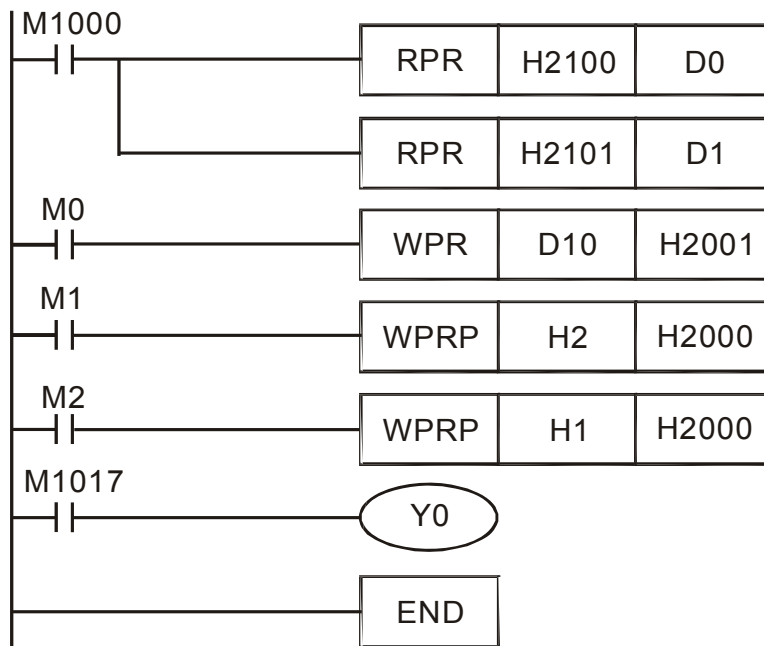 M1000
RPR H2100 D0
RPR H2101 D1
M0
WPR D10 H2001
M1
WPRP H2 H2000
M2
WPRP H1 H2000
M1017
Y0
END